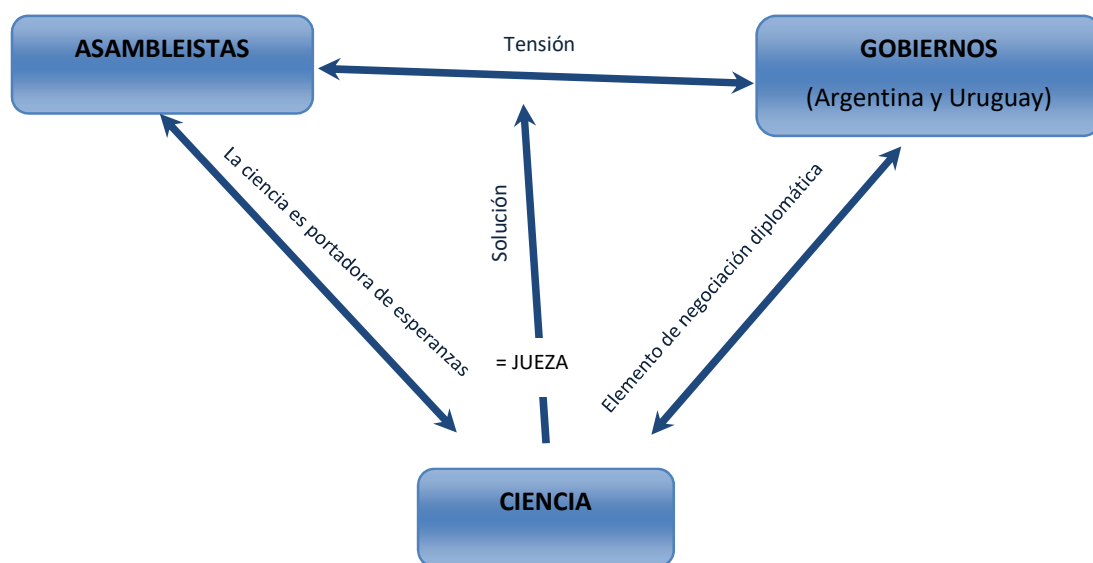 ASAMBLEISTAS
Tensión
GOBIERNOS
(Argentina y Uruguay)
La ciencia es portadora de esperanzas
Solución
Elemento de negociación diplomática
= JUEZA
CIENCIA